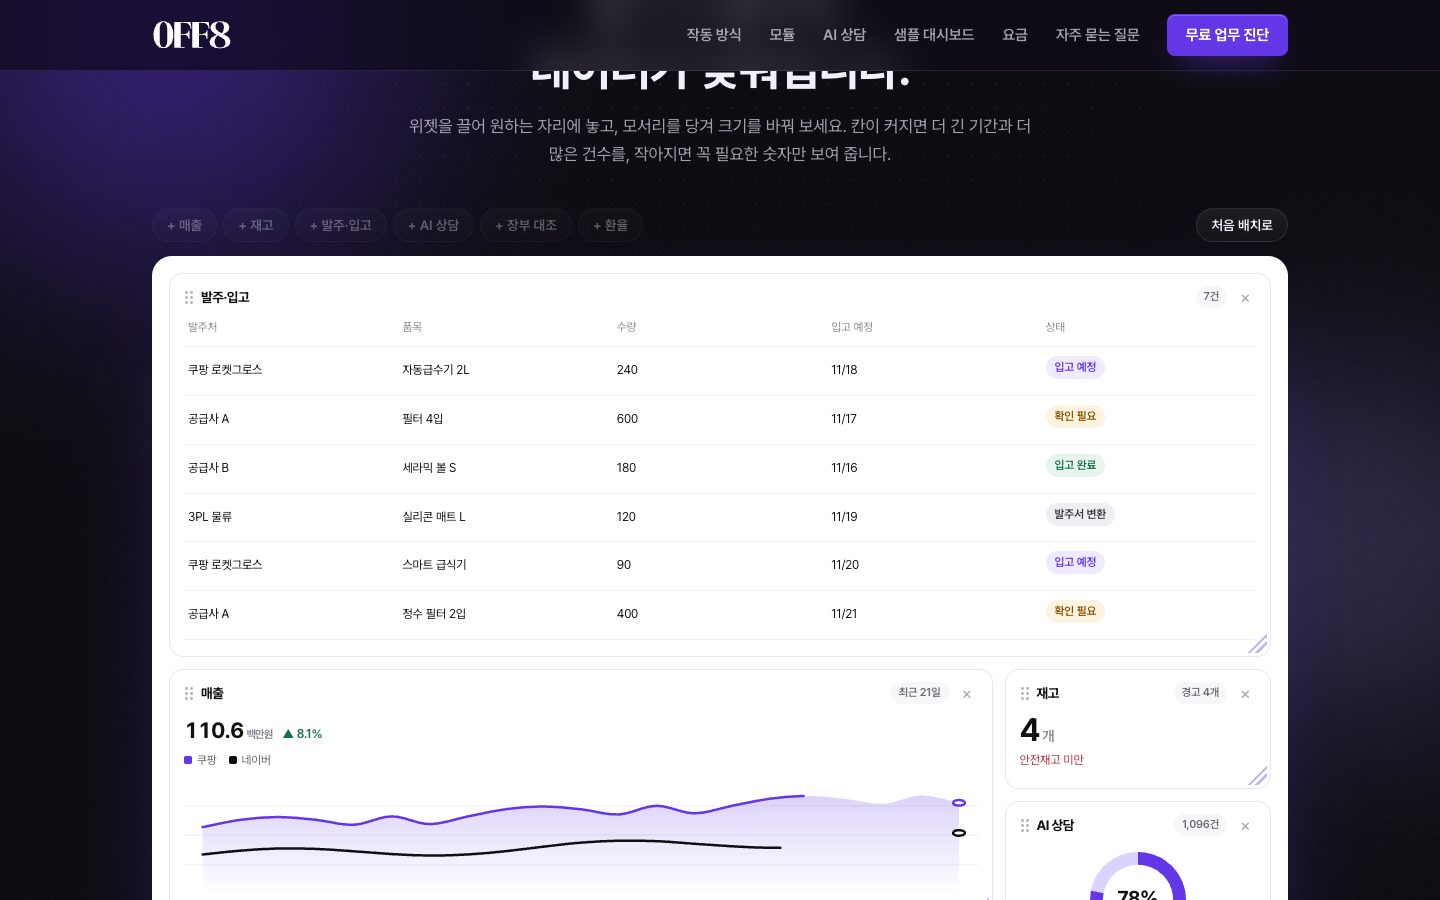 OFF8
작동 방식
모듈
AI 상담
샘플 대시보드
요금
자주 묻는 질문
무료 업무 진단
위젯을 끌어 원하는 자리에 놓고, 모서리를 당겨 크기를 바꿔 보세요. 칸이 커지면 더 긴 기간과 더
많은 건수를, 작아지면 꼭 필요한 숫자만 보여 줍니다.
+ 매출
+ 재고
+ 발주·입고
+ AI 상담
+ 장부 대조
+ 환율
처음 배치로
발주·입고
7건
발주처 품목 수량 입고 예정 상태
쿠팡 로켓그로스 자동급수기 2L 240 11/18 입고 예정
공급사 A 필터 4입 600 11/17 확인 필요
공급사 B 세라믹 볼 S 180 11/16 입고 완료
3PL 물류 실리콘 매트 L 120 11/19 발주서 변환
쿠팡 로켓그로스 스마트 급식기 90 11/20 입고 예정
공급사 A 정수 필터 2입 400 11/21 확인 필요
매출
최근 21일
110.6 백만원 ▲ 8.1%
쿠팡 네이버
재고
경고 4개
4 개
안전재고 미만
AI 상담
1,096건
78%